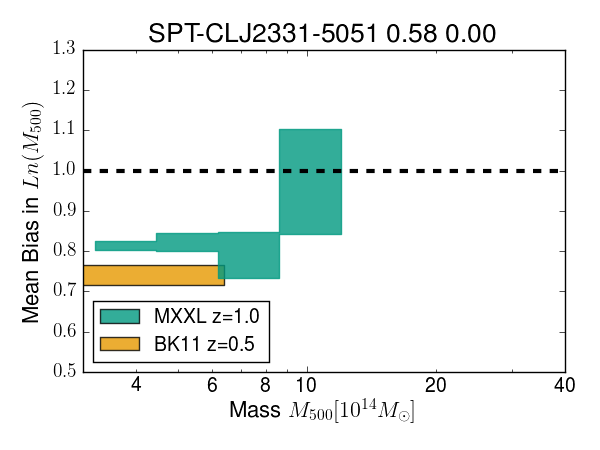 SPT-CLJ2331-5051 0.58 0.00
1.3
1.2
1.1
1.0
0.9
0.8
0.7
0.6
0.5
Mean Bias in Ln(M₅₀₀)
MXXL z=1.0
BK11 z=0.5
4 6 8 10 20 40
Mass M₅₀₀[10¹⁴M☉]